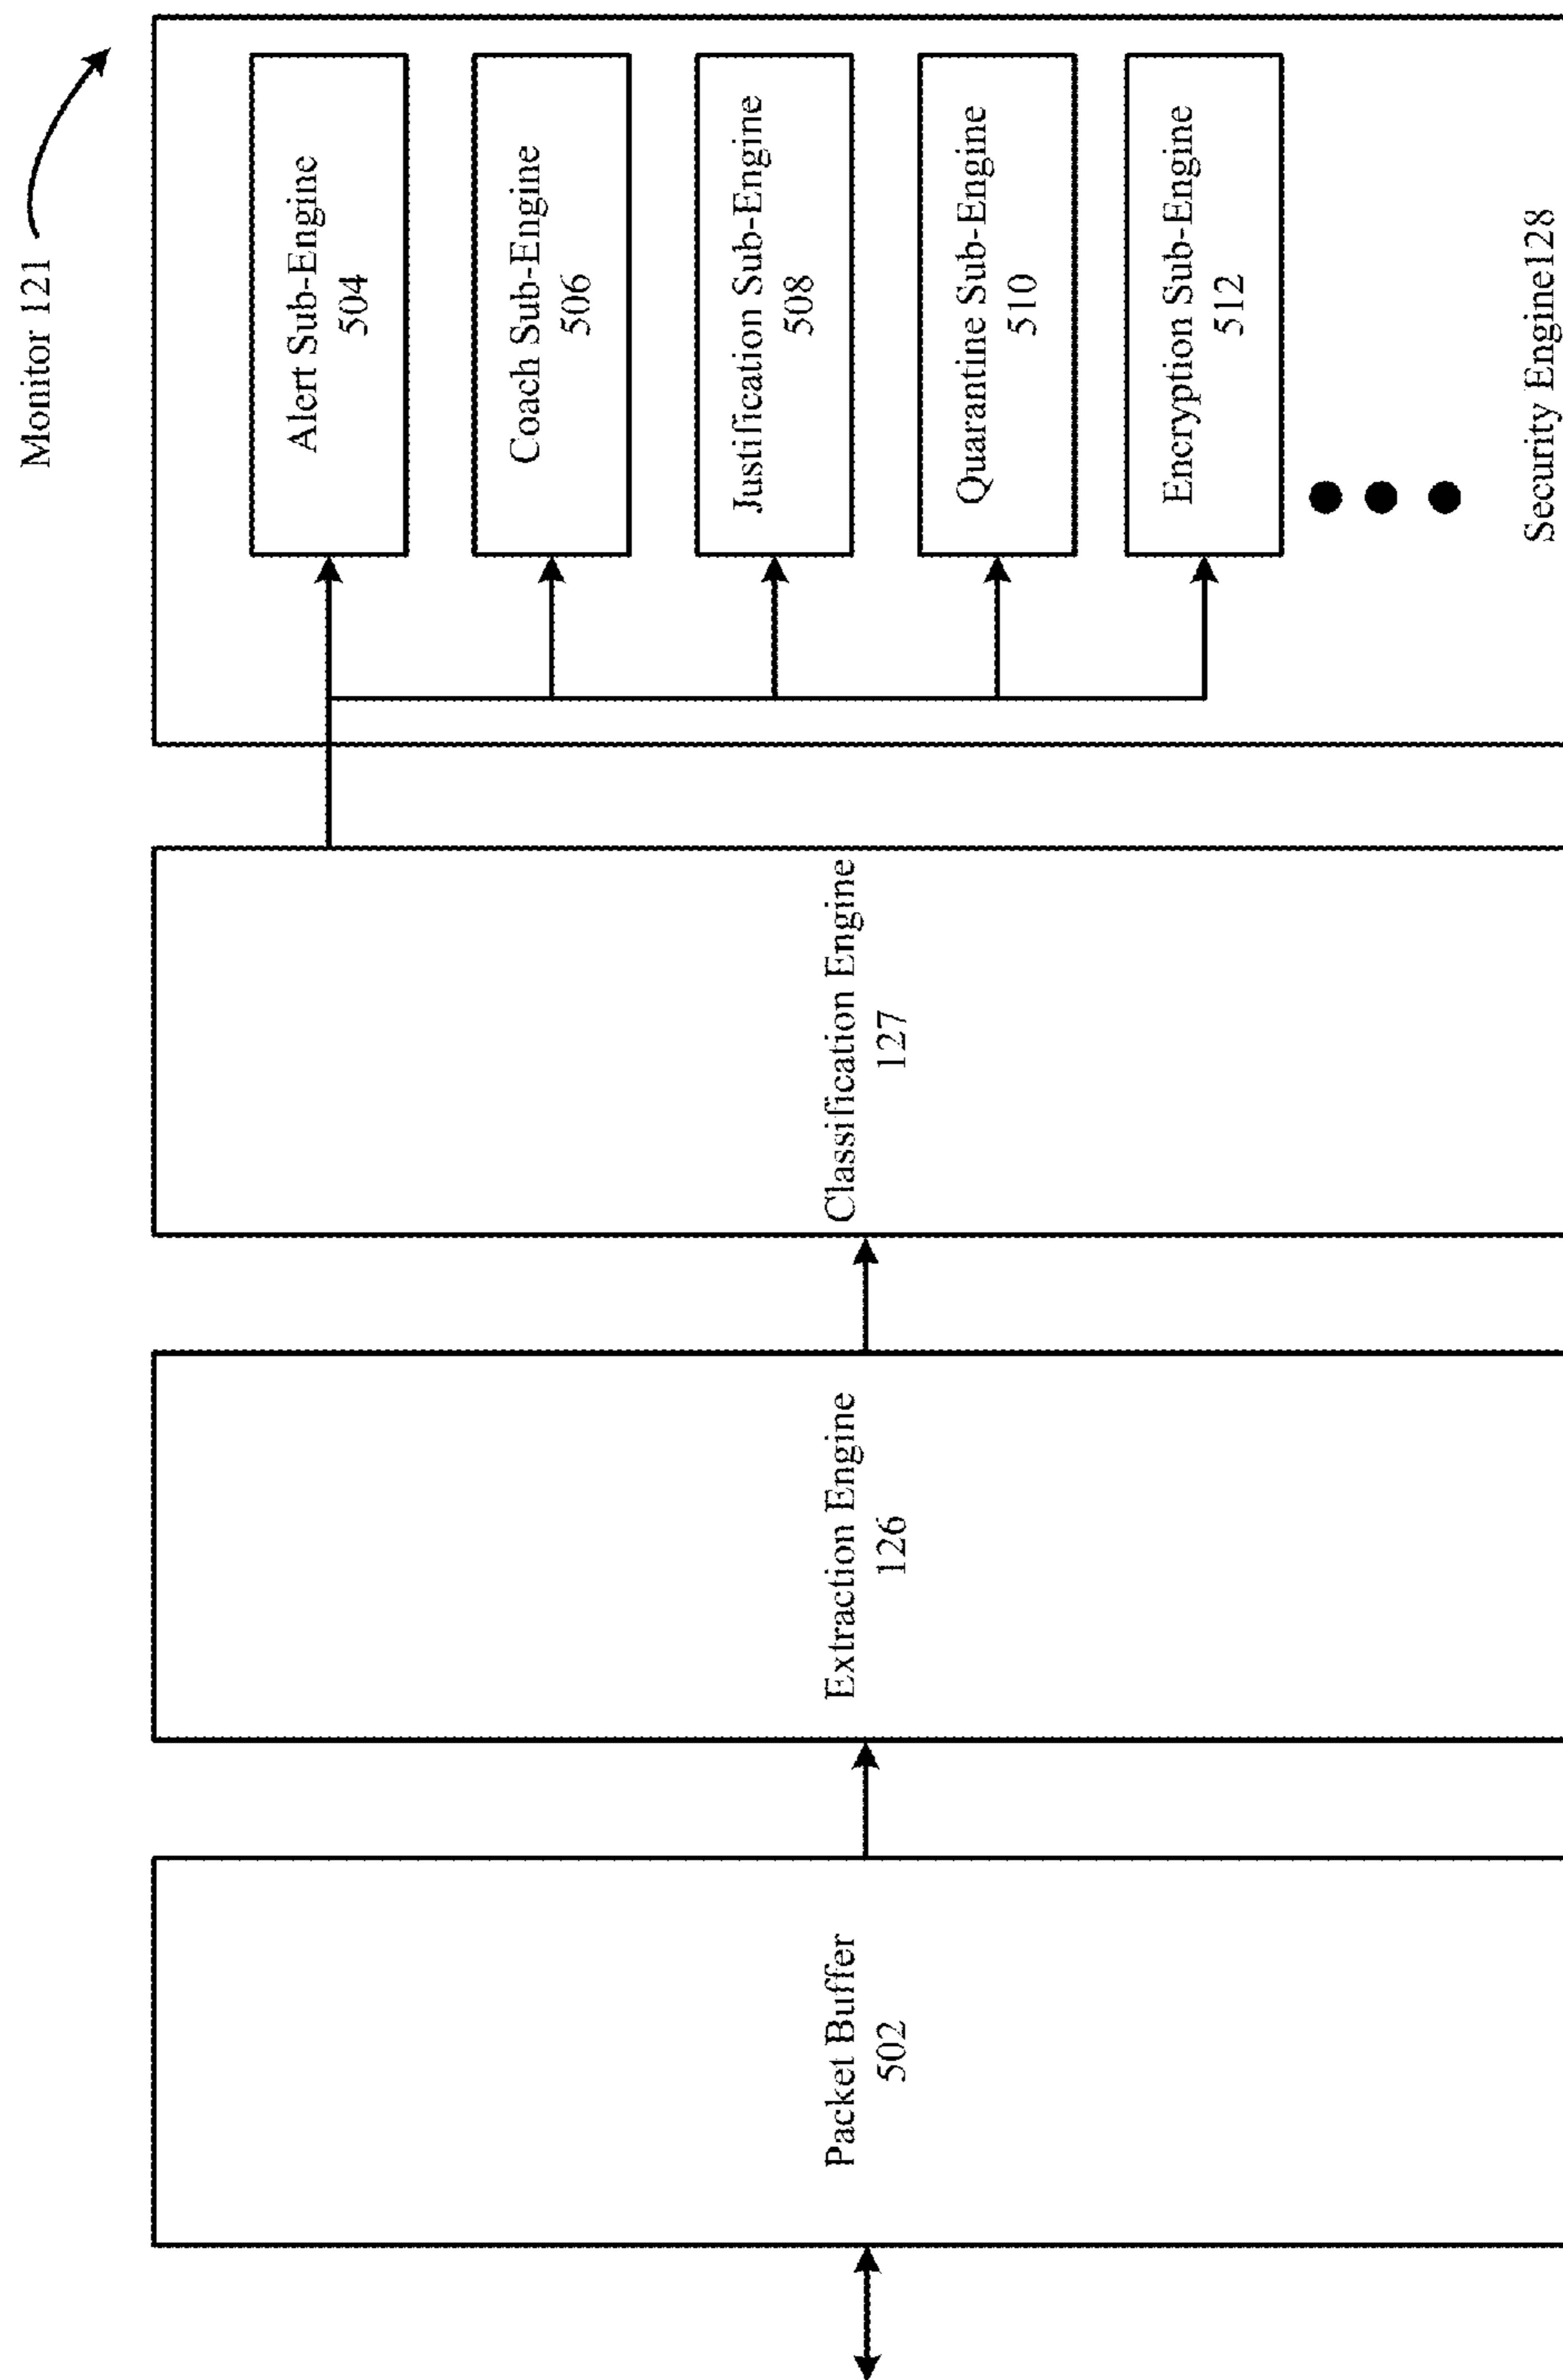 Monitor 121
Packet Buffer
502
Extraction Engine
126
Classification Engine
127
Alert Sub-Engine
504
Coach Sub-Engine
506
Justification Sub-Engine
508
Quarantine Sub-Engine
510
Encryption Sub-Engine
512
Security Engine128